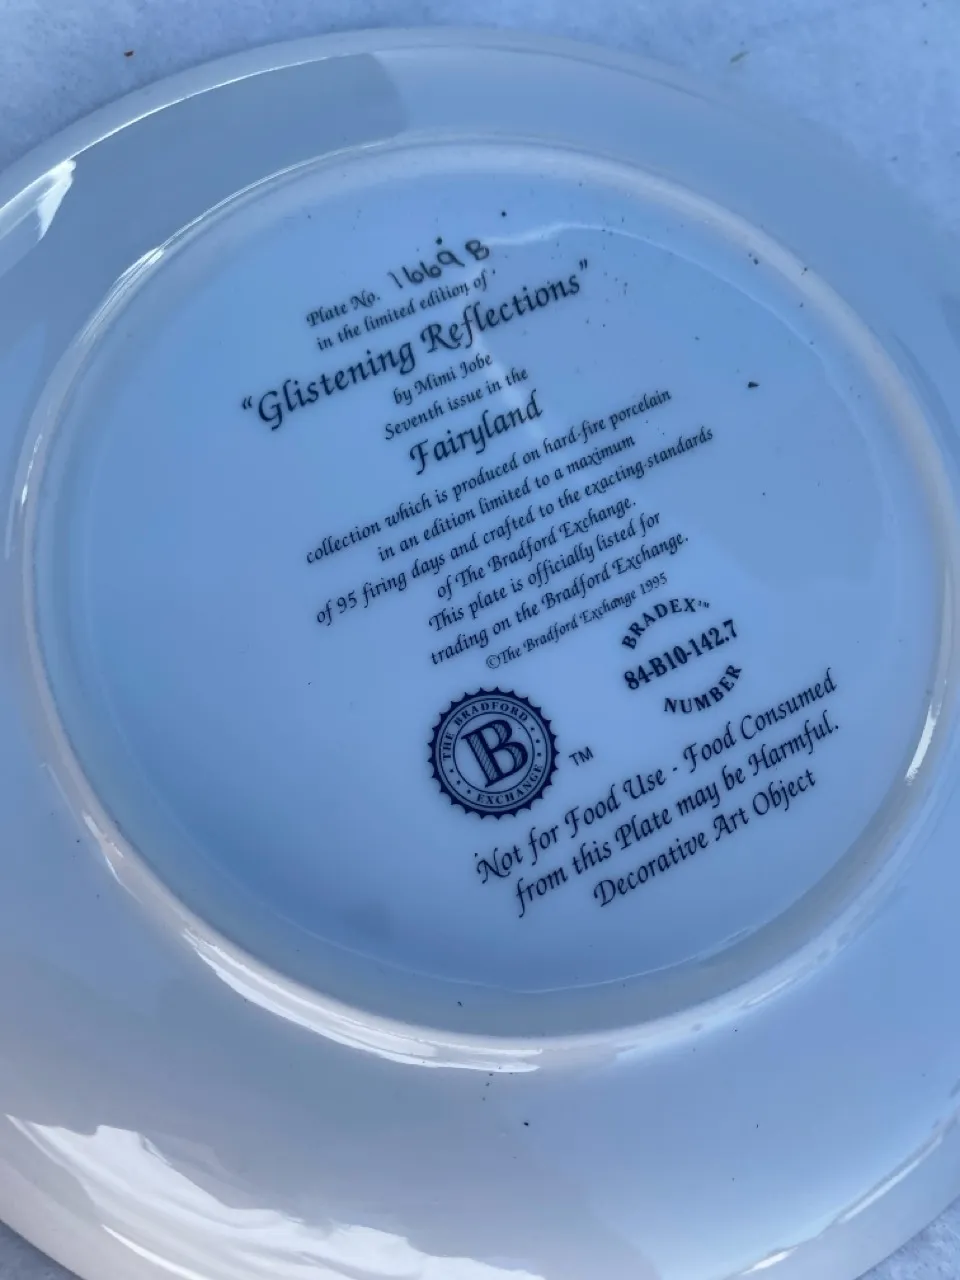 Plate No. 1669 B
in the limited edition of
“Glistening Reflections”
by Mimi Jobe
Seventh issue in the
Fairyland
collection which is produced on hard-fire porcelain
in an edition limited to a maximum
of 95 firing days and crafted to the exacting standards
of The Bradford Exchange.
This plate is officially listed for
trading on the Bradford Exchange.
©The Bradford Exchange 1995
BRADEX™
84-B10-142.7
NUMBER
THE BRADFORD
B
EXCHANGE
TM
Not for Food Use - Food Consumed
from this Plate may be Harmful.
Decorative Art Object